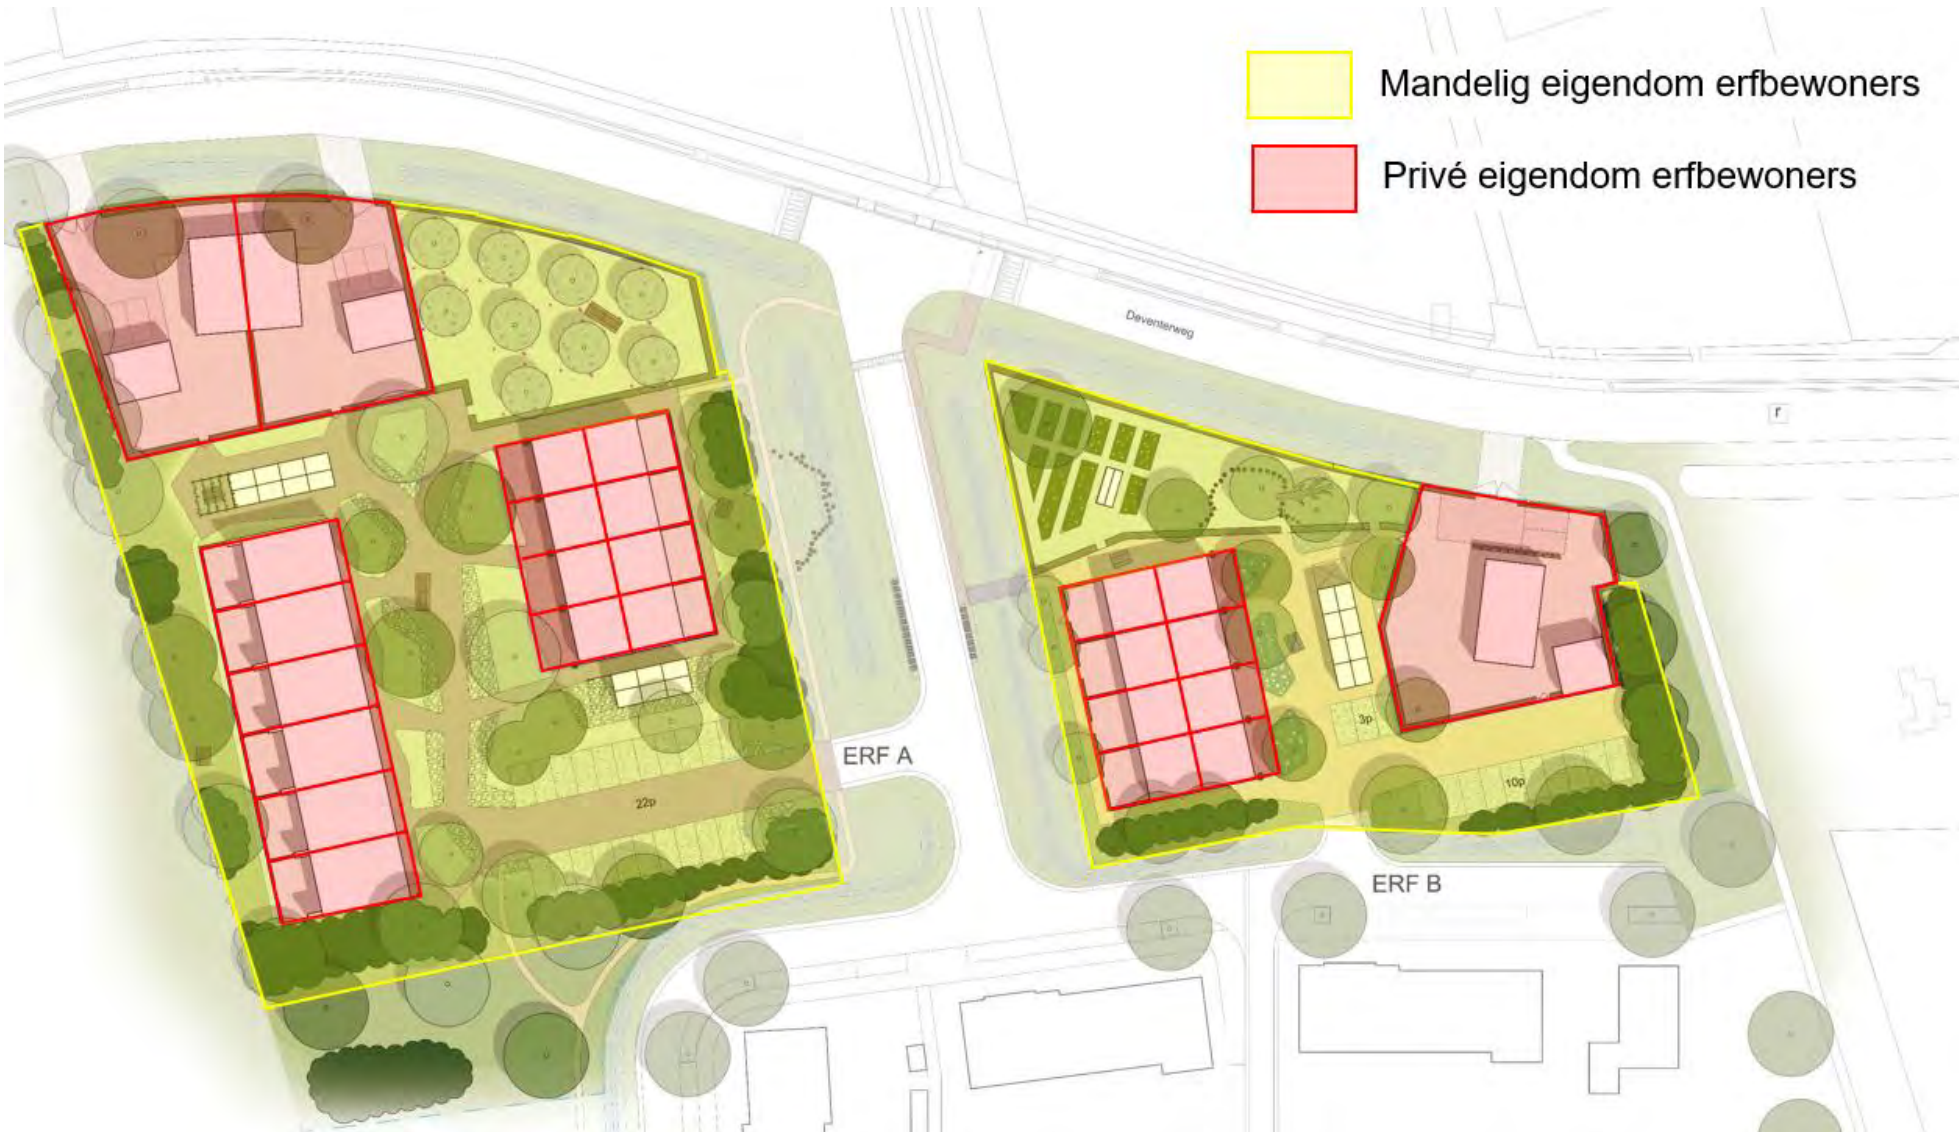 Mandelig eigendom erfbewoners
Privé eigendom erfbewoners
Deventerweg
r
ERF A
22p
3p
10p
ERF B